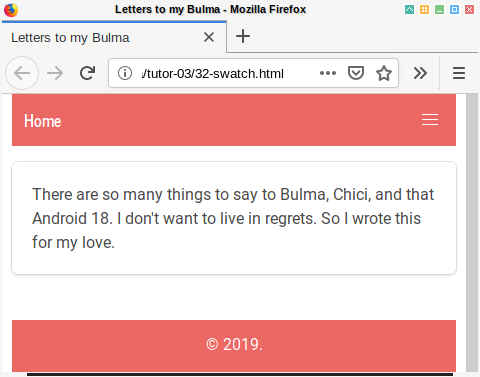 Letters to my Bulma - Mozilla Firefox
Letters to my Bulma
/tutor-03/32-swatch.html
Home
There are so many things to say to Bulma, Chici, and that
Android 18. I don't want to live in regrets. So I wrote this
for my love.
© 2019.